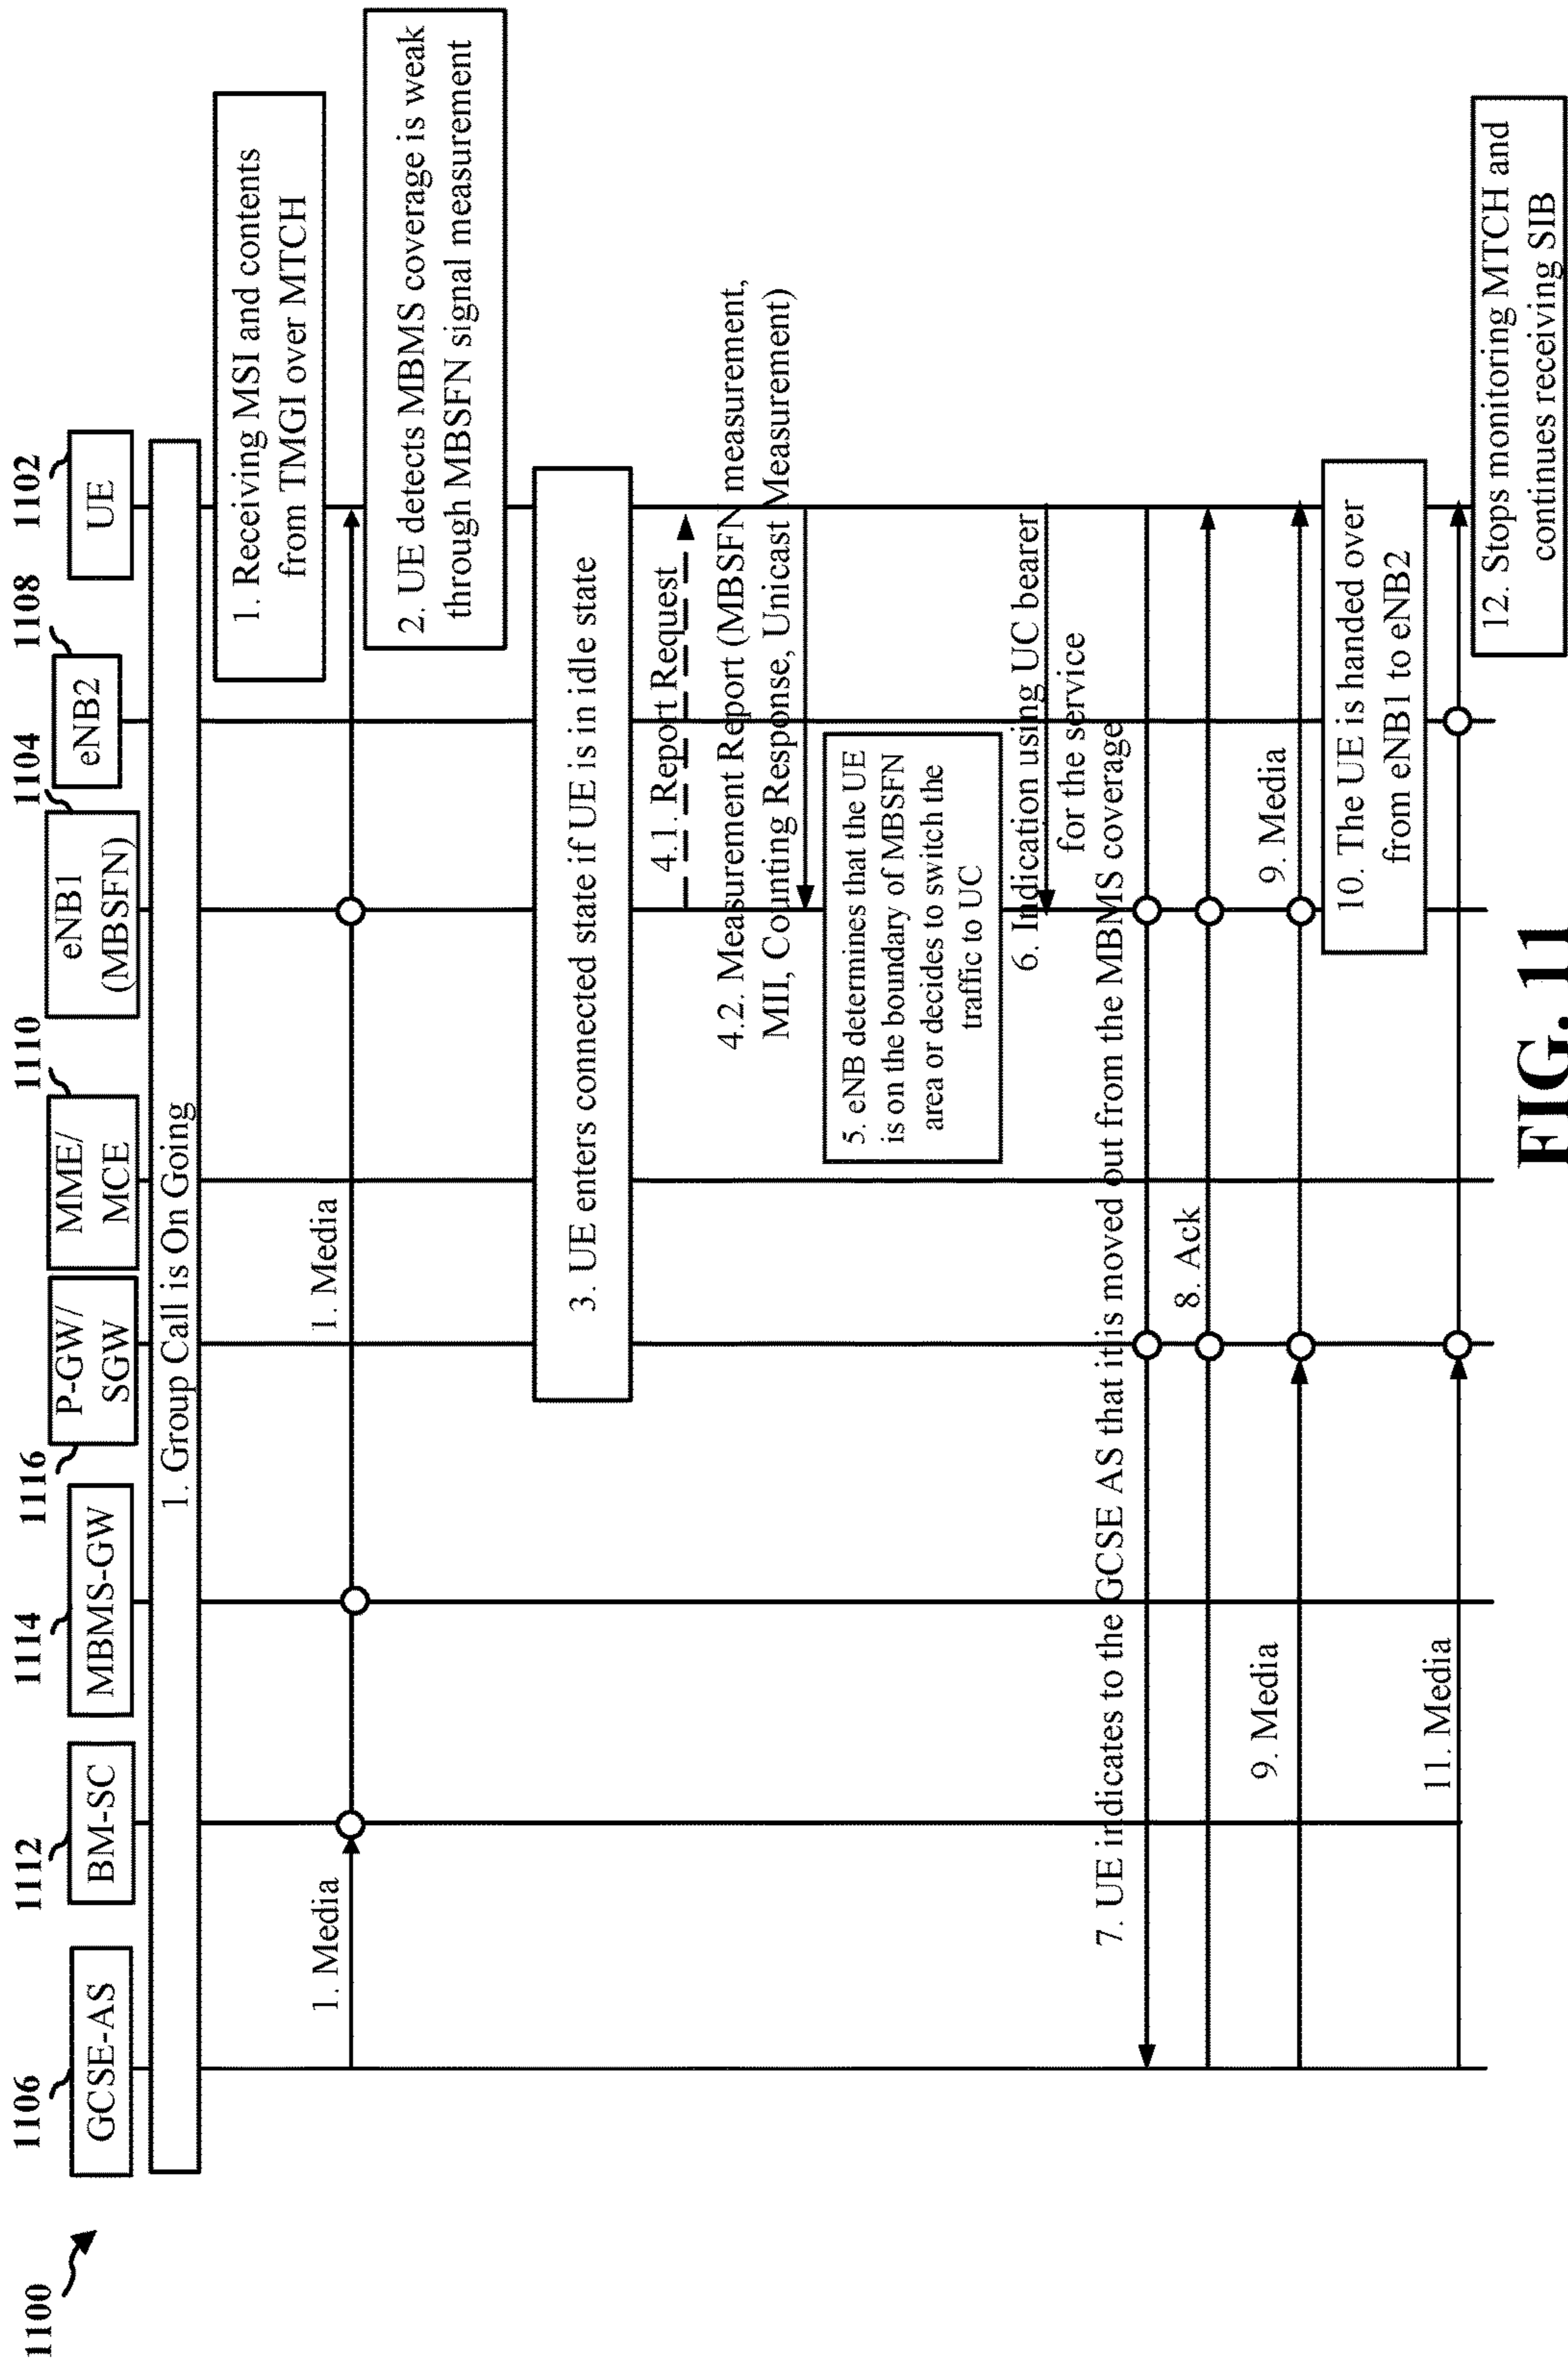 1100
1106
1112
1114
1116
1110
1104
1108
1102
GCSE-AS
BM-SC
MBMS-GW
P-GW/
SGW
MME/
MCE
eNB1
(MBSFN)
eNB2
UE
1. Group Call is On Going
1. Receiving MSI and contents
from TMGI over MTCH
1. Media
1. Media
2. UE detects MBMS coverage is weak
through MBSFN signal measurement
3. UE enters connected state if UE is in idle state
4.1. Report Request
4.2. Measurement Report (MBSFN measurement,
MII, Counting Response, Unicast Measurement)
5. eNB determines that the UE
is on the boundary of MBSFN
area or decides to switch the
traffic to UC
6. Indication using UC bearer
for the service
7. UE indicates to the GCSE AS that it is moved out from the MBMS coverage
8. Ack
9. Media
9. Media
10. The UE is handed over
from eNB1 to eNB2
11. Media
12. Stops monitoring MTCH and
continues receiving SIB
FIG. 11